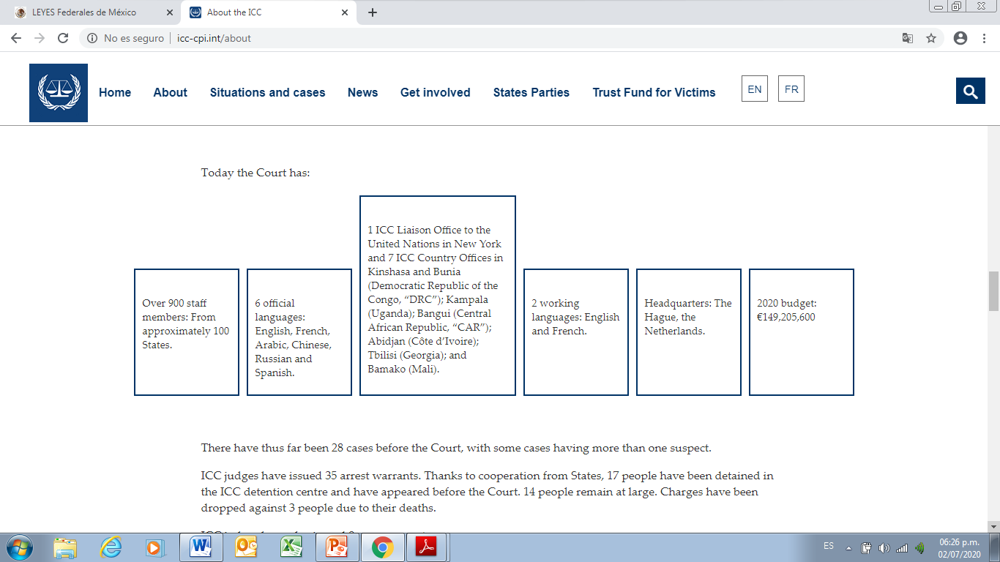 LEYES Federales de México
About the ICC
No es seguro
icc-cpi.int/about
Home
About
Situations and cases
News
Get involved
States Parties
Trust Fund for Victims
EN
FR
Today the Court has:
Over 900 staff
members: From
approximately 100
States.
6 official
languages:
English, French,
Arabic, Chinese,
Russian and
Spanish.
1 ICC Liaison Office to the
United Nations in New York
and 7 ICC Country Offices in
Kinshasa and Bunia
(Democratic Republic of the
Congo, “DRC”); Kampala
(Uganda); Bangui (Central
African Republic, “CAR”);
Abidjan (Côte d’Ivoire);
Tbilisi (Georgia); and
Bamako (Mali).
2 working
languages: English
and French.
Headquarters: The
Hague, the
Netherlands.
2020 budget:
€149,205,600
There have thus far been 28 cases before the Court, with some cases having more than one suspect.
ICC judges have issued 35 arrest warrants. Thanks to cooperation from States, 17 people have been detained in
the ICC detention centre and have appeared before the Court. 14 people remain at large. Charges have been
dropped against 3 people due to their deaths.
ES
06:26 p.m.
02/07/2020